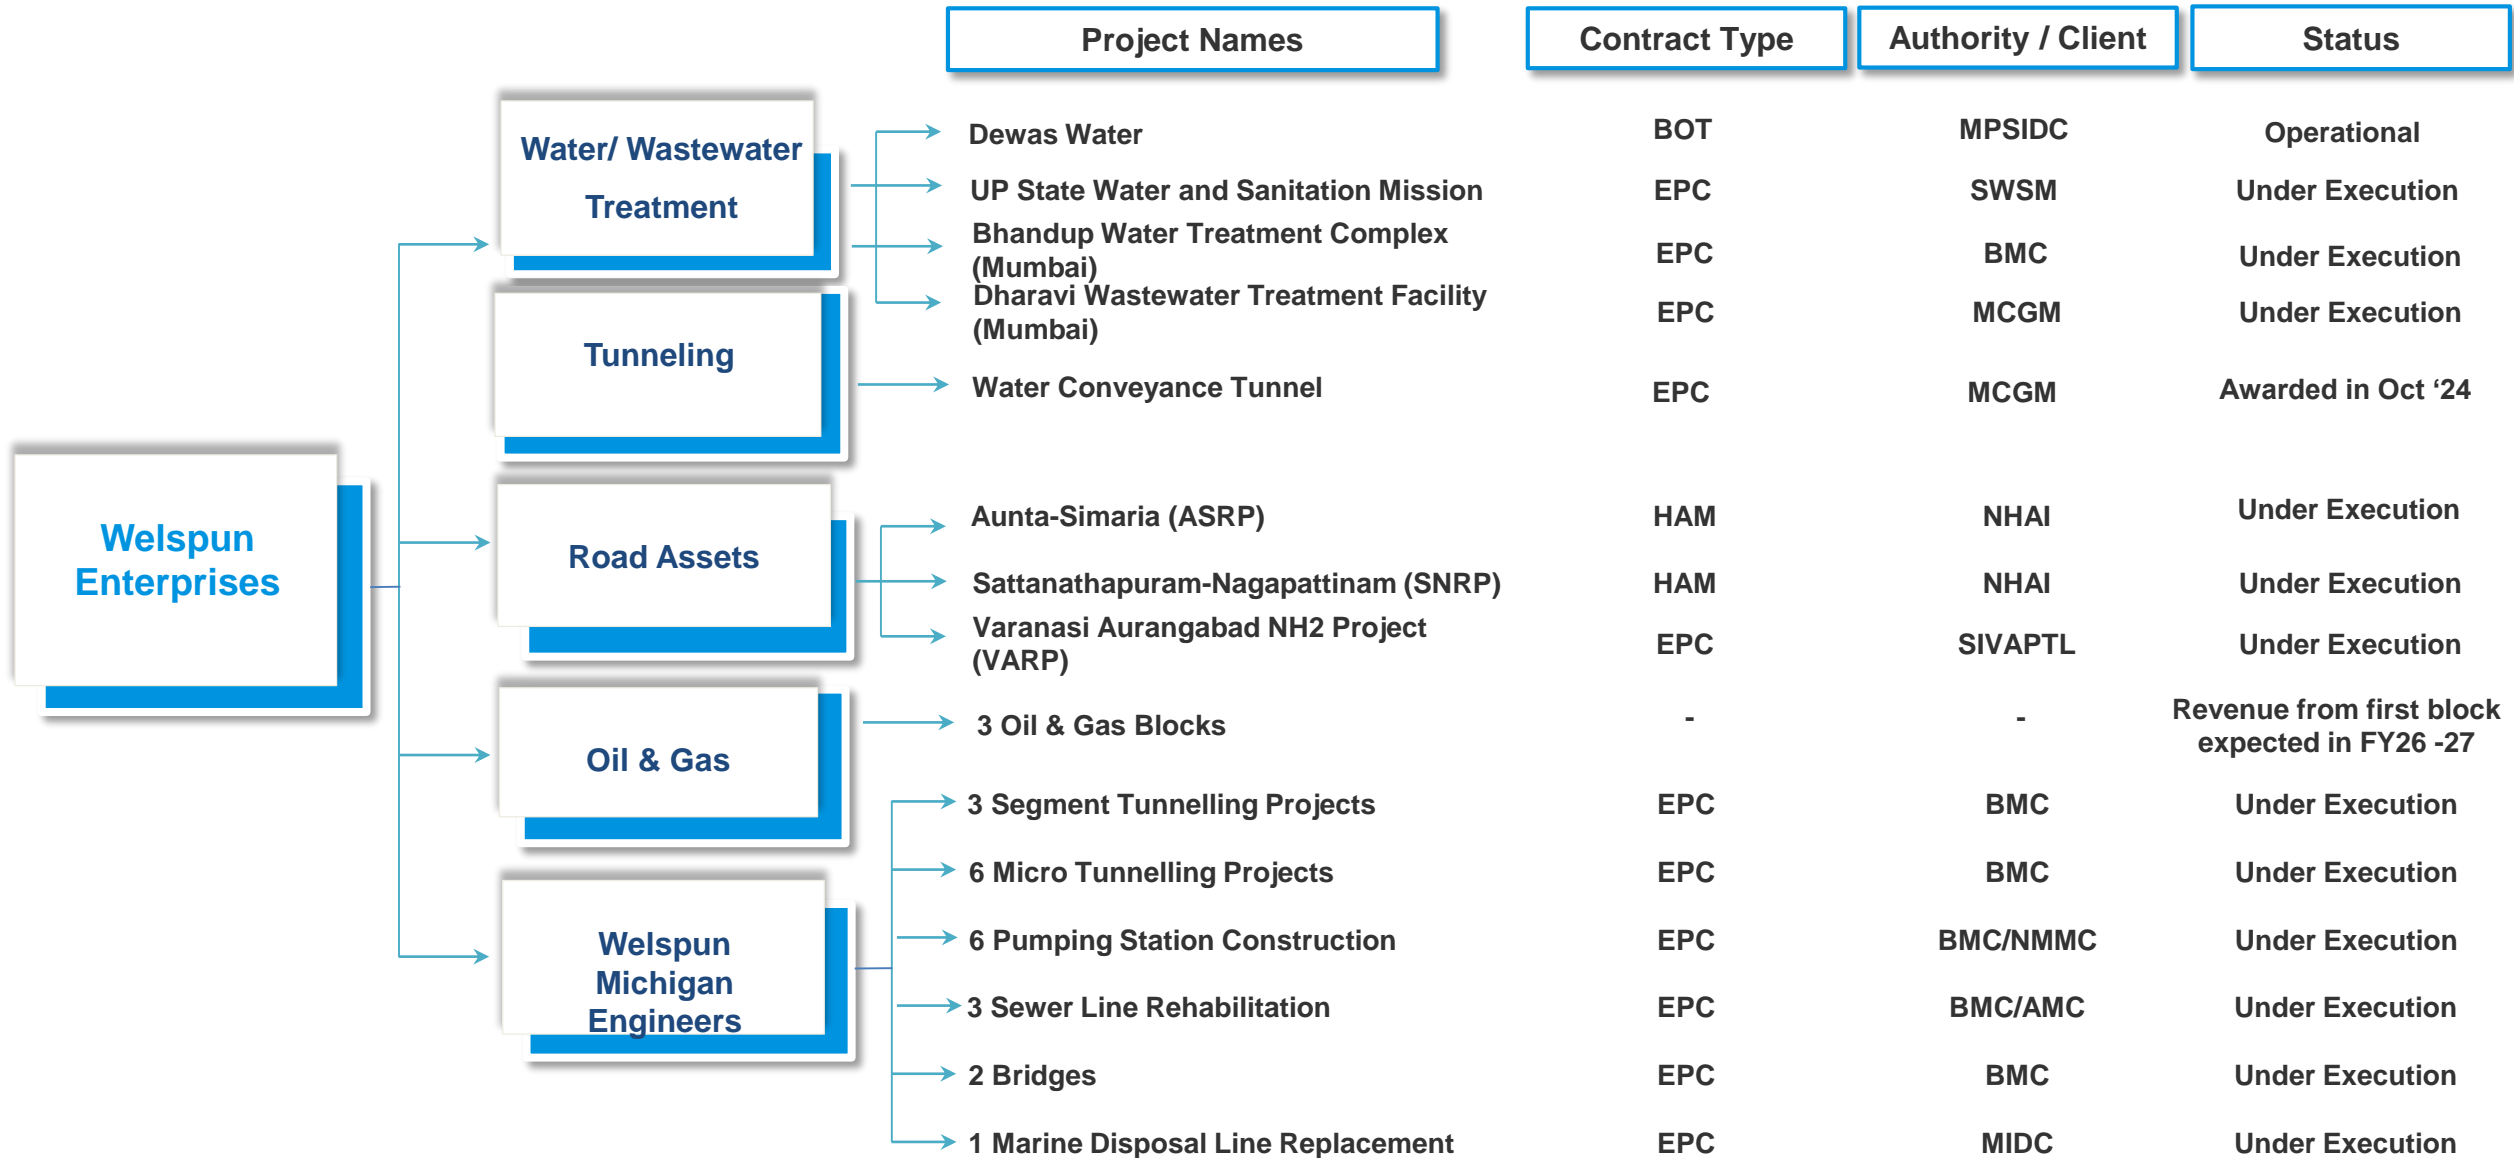 Project Names
Contract Type
Authority / Client
Status
Welspun
Enterprises
Water/ Wastewater
Treatment
Dewas Water
BOT
MPSIDC
Operational
UP State Water and Sanitation Mission
EPC
SWSM
Under Execution
Bhandup Water Treatment Complex
(Mumbai)
EPC
BMC
Under Execution
Dharavi Wastewater Treatment Facility
(Mumbai)
EPC
MCGM
Under Execution
Tunneling
Water Conveyance Tunnel
EPC
MCGM
Awarded in Oct ‘24
Road Assets
Aunta-Simaria (ASRP)
HAM
NHAI
Under Execution
Sattanathapuram-Nagapattinam (SNRP)
HAM
NHAI
Under Execution
Varanasi Aurangabad NH2 Project
(VARP)
EPC
SIVAPTL
Under Execution
Oil & Gas
3 Oil & Gas Blocks
-
-
Revenue from first block
expected in FY26 -27
Welspun
Michigan
Engineers
3 Segment Tunnelling Projects
EPC
BMC
Under Execution
6 Micro Tunnelling Projects
EPC
BMC
Under Execution
6 Pumping Station Construction
EPC
BMC/NMMC
Under Execution
3 Sewer Line Rehabilitation
EPC
BMC/AMC
Under Execution
2 Bridges
EPC
BMC
Under Execution
1 Marine Disposal Line Replacement
EPC
MIDC
Under Execution